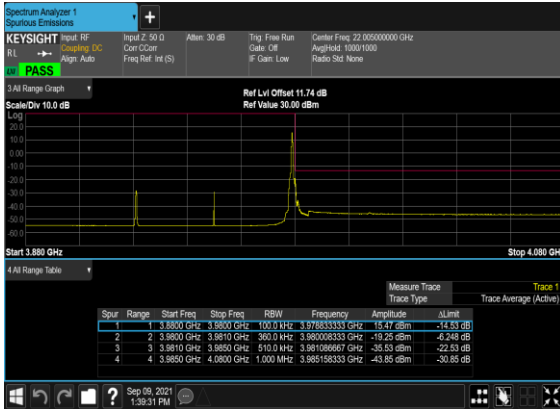 Spectrum Analyzer 1
Spurious Emissions
KEYSIGHT
RL
Input: RF
Coupling: DC
Align: Auto
Input Z: 50 Ω
Corr CCorr
Freq Ref: Int (S)
Atten: 30 dB
Trig: Free Run
Gate: Off
IF Gain: Low
Center Freq: 22.005000000 GHz
Avg|Hold: 1000/1000
Radio Std: None
PASS
3 All Range Graph
Scale/Div 10.0 dB
Ref Lvl Offset 11.74 dB
Ref Value 30.00 dBm
Log
20.0
10.0
0.00
-10.0
-20.0
-30.0
-40.0
-50.0
-60.0
Start 3.880 GHz
Stop 4.080 GH
4 All Range Table
Measure Trace Trace 1
Trace Type Trace Average (Active)
Spur Range Start Freq Stop Freq RBW Frequency Amplitude ΔLimit
1 1 3.8800 GHz 3.9800 GHz 100.0 kHz 3.978833333 GHz 15.47 dBm -14.53 dB
2 2 3.9800 GHz 3.9810 GHz 360.0 kHz 3.980008333 GHz -19.25 dBm -6.248 dB
3 3 3.9810 GHz 3.9850 GHz 510.0 kHz 3.981086667 GHz -35.53 dBm -22.53 dB
4 4 3.9850 GHz 4.0800 GHz 1.000 MHz 3.985158333 GHz -43.85 dBm -30.85 dB
Sep 09, 2021
1:39:31 PM